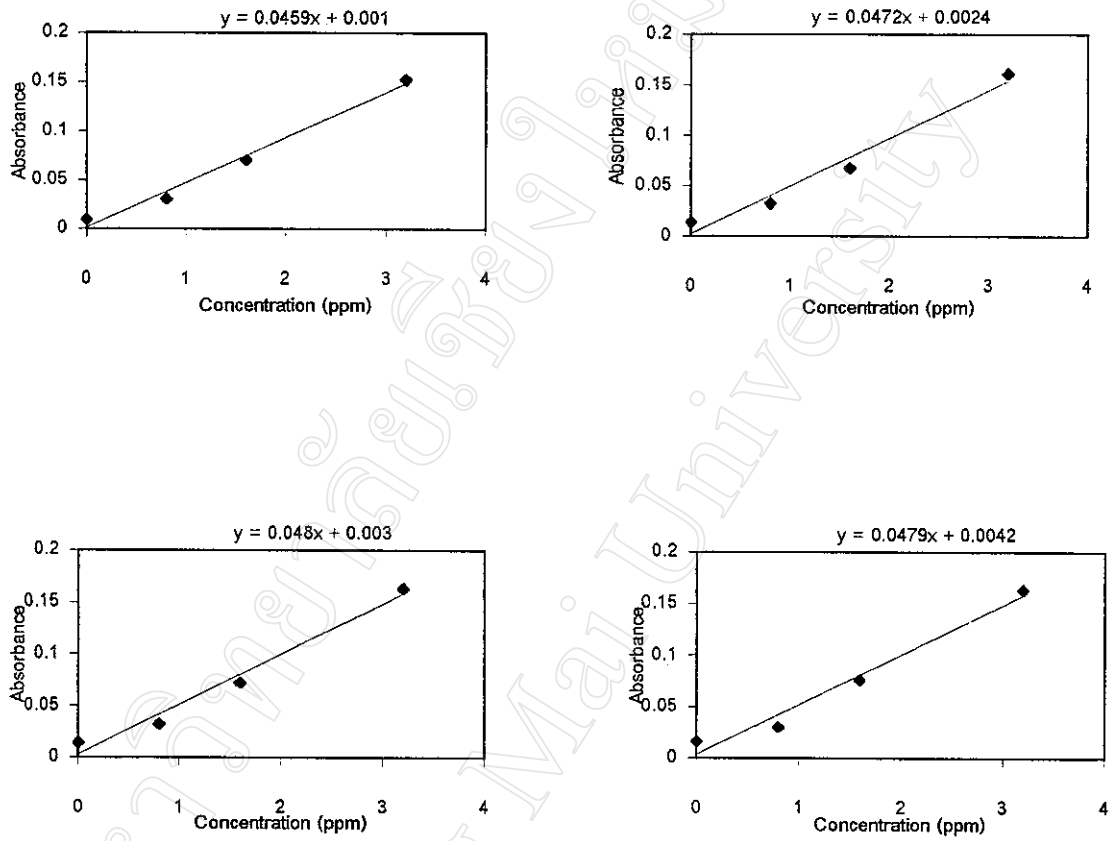 y = 0.0459x + 0.001
0.2
0.15
0.1
0.05
0
Absorbance
0 1 2 3 4
Concentration (ppm)
y = 0.0472x + 0.0024
0.2
0.15
0.1
0.05
0
Absorbance
0 1 2 3 4
Concentration (ppm)
y = 0.048x + 0.003
0.2
0.15
0.1
0.05
0
Absorbance
0 1 2 3 4
Concentration (ppm)
y = 0.0479x + 0.0042
0.2
0.15
0.1
0.05
0
Absorbance
0 1 2 3 4
Concentration (ppm)
Mai University